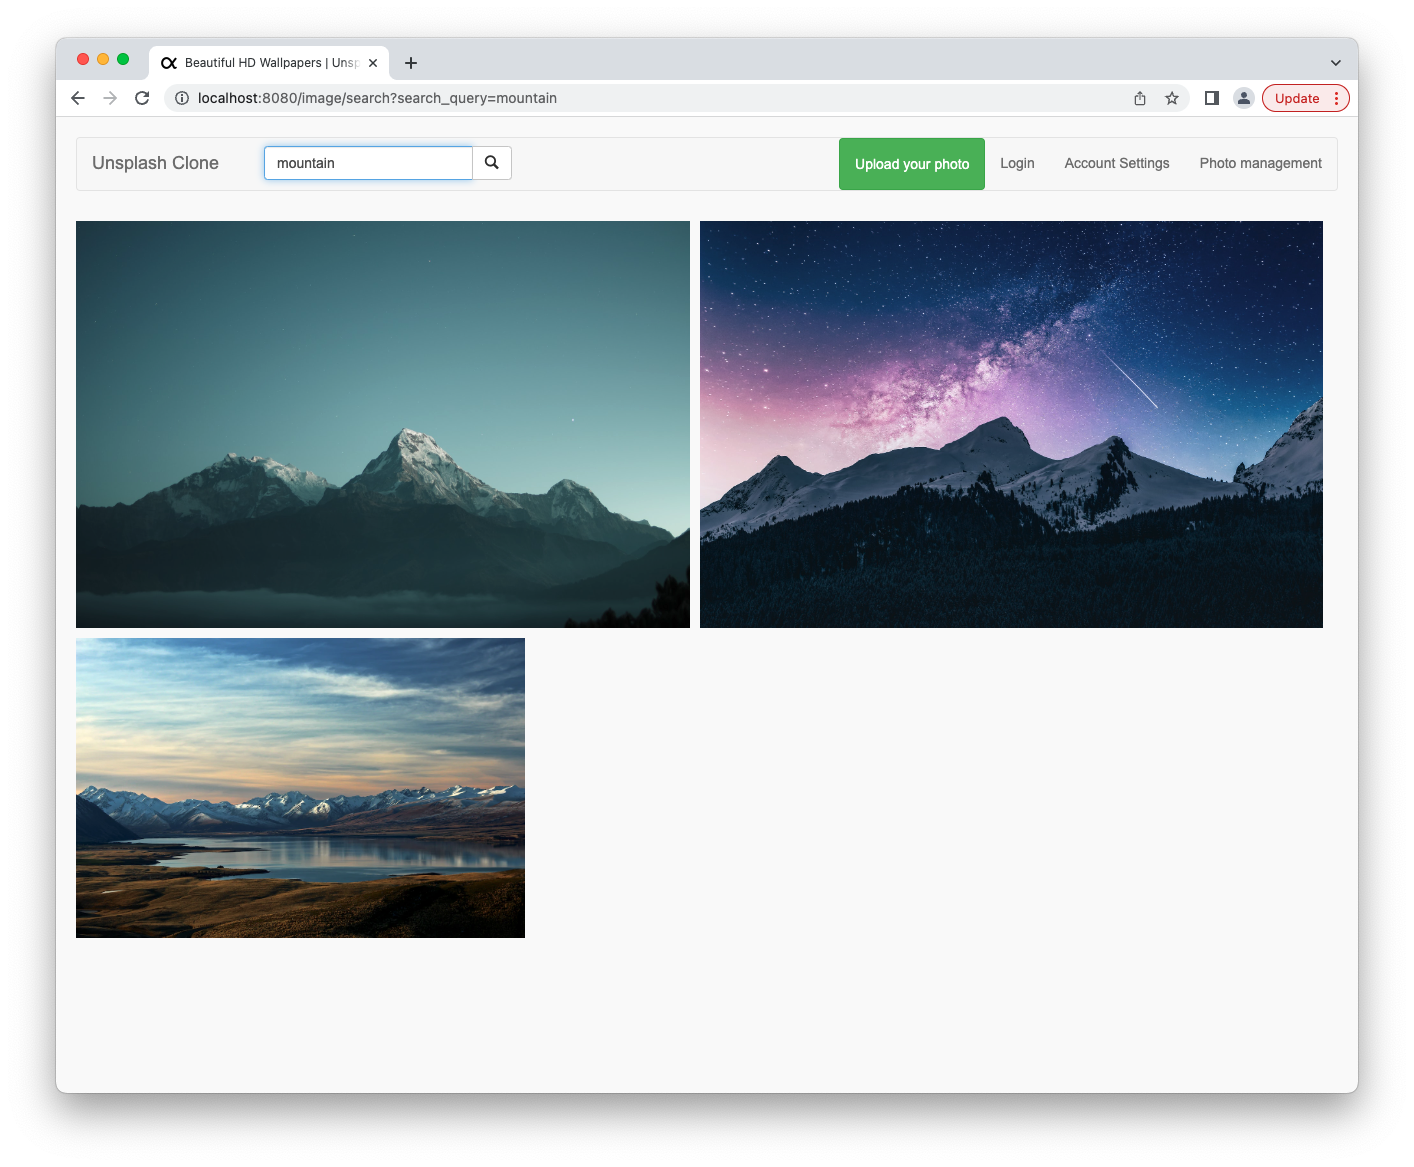 Beautiful HD Wallpapers | Unsp
localhost:8080/image/search?search_query=mountain
Update
Unsplash Clone
mountain
Upload your photo
Login
Account Settings
Photo management